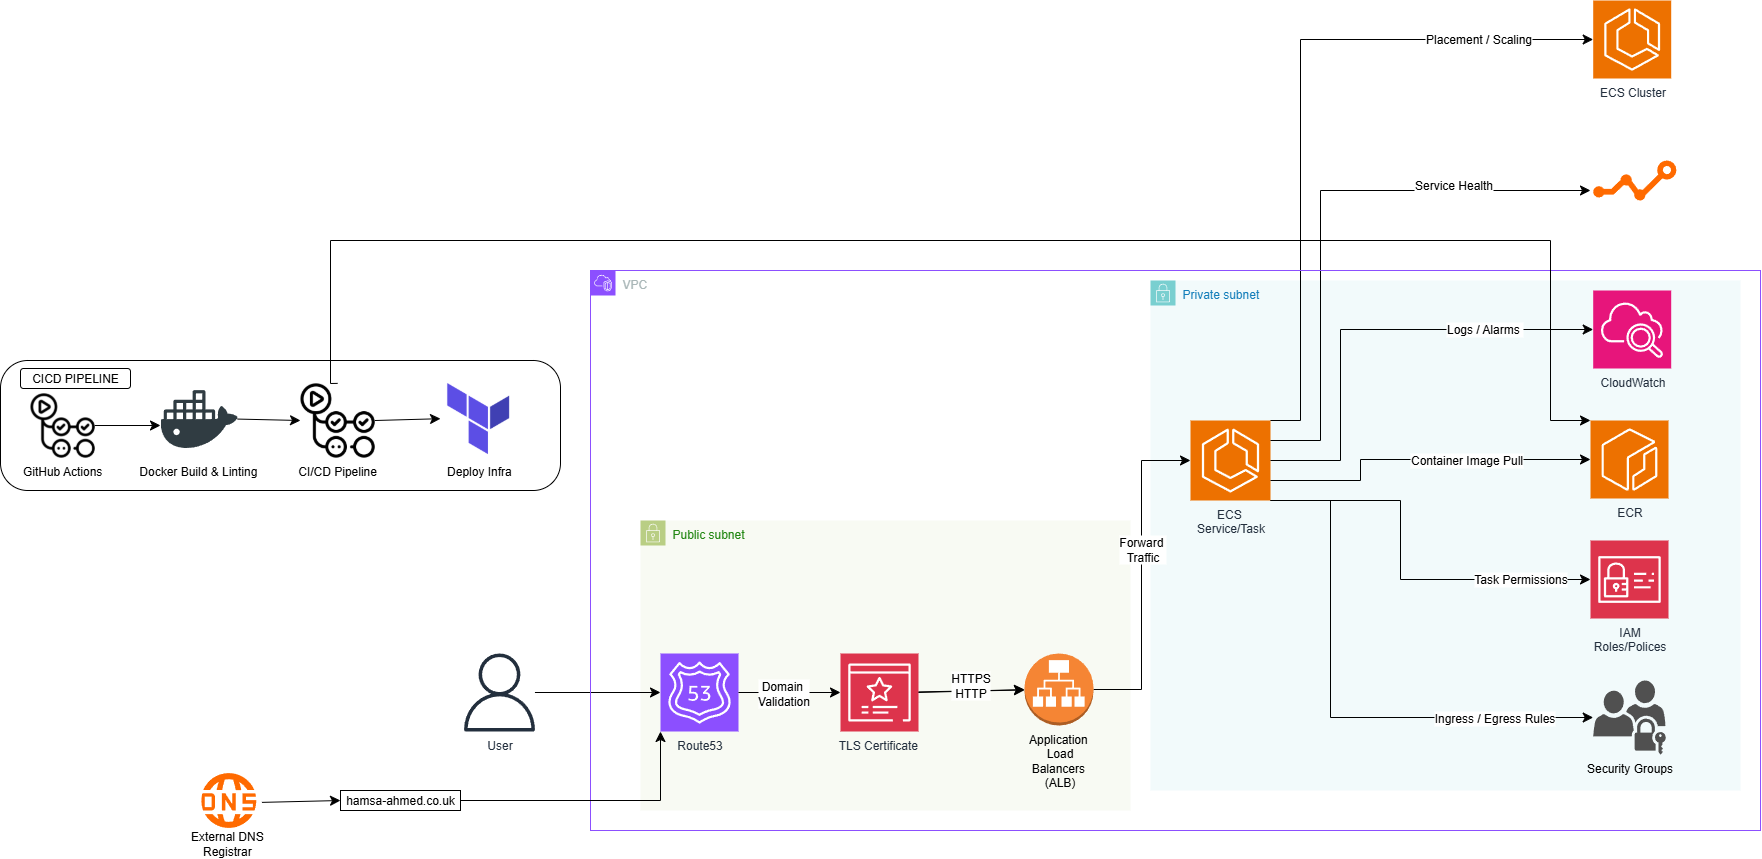 Placement / Scaling
ECS Cluster
Service Health
VPC
Private subnet
Logs / Alarms
CloudWatch
CICD PIPELINE
GitHub Actions
Docker Build & Linting
CI/CD Pipeline
Deploy Infra
Container Image Pull
ECR
ECS
Service/Task
Public subnet
Forward
Traffic
Task Permissions
IAM
Roles/Polices
User
53
Route53
Domain
Validation
TLS Certificate
HTTPS
HTTP
Application
Load
Balancers
(ALB)
Ingress / Egress Rules
Security Groups
DNS
External DNS
Registrar
hamsa-ahmed.co.uk